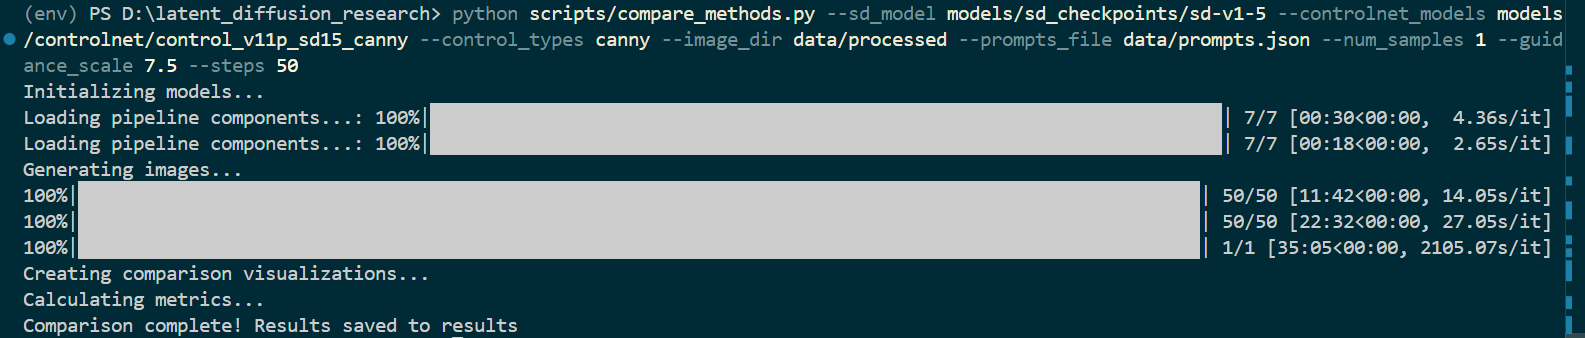 (env) PS D:\latent_diffusion_research> python scripts/compare_methods.py --sd_model models/sd_checkpoints/sd-v1-5 --controlnet_models models
/controlnet/control_v11p_sd15_canny --control_types canny --image_dir data/processed --prompts_file data/prompts.json --num_samples 1 --guid
ance_scale 7.5 --steps 50
Initializing models...
Loading pipeline components...: 100%| | 7/7 [00:30<00:00,  4.36s/it]
Loading pipeline components...: 100%| | 7/7 [00:18<00:00,  2.65s/it]
Generating images...
100%| | 50/50 [11:42<00:00, 14.05s/it]
100%| | 50/50 [22:32<00:00, 27.05s/it]
100%| | 1/1 [35:05<00:00, 2105.07s/it]
Creating comparison visualizations...
Calculating metrics...
Comparison complete! Results saved to results